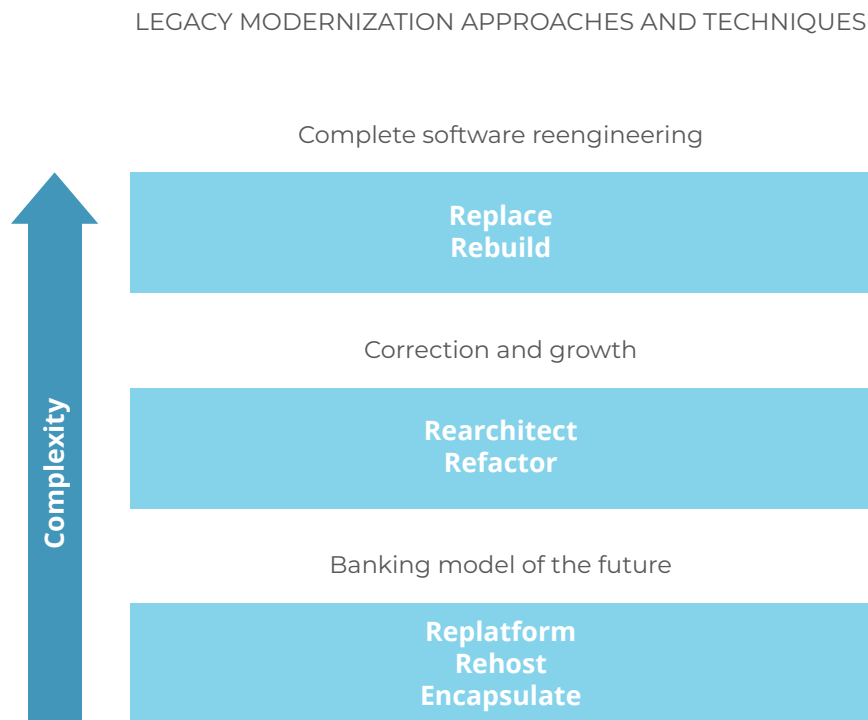 LEGACY MODERNIZATION APPROACHES AND TECHNIQUES
Complete software reengineering
Replace
Rebuild
Correction and growth
Rearchitect
Refactor
Complexity
Banking model of the future
Replatform
Rehost
Encapsulate